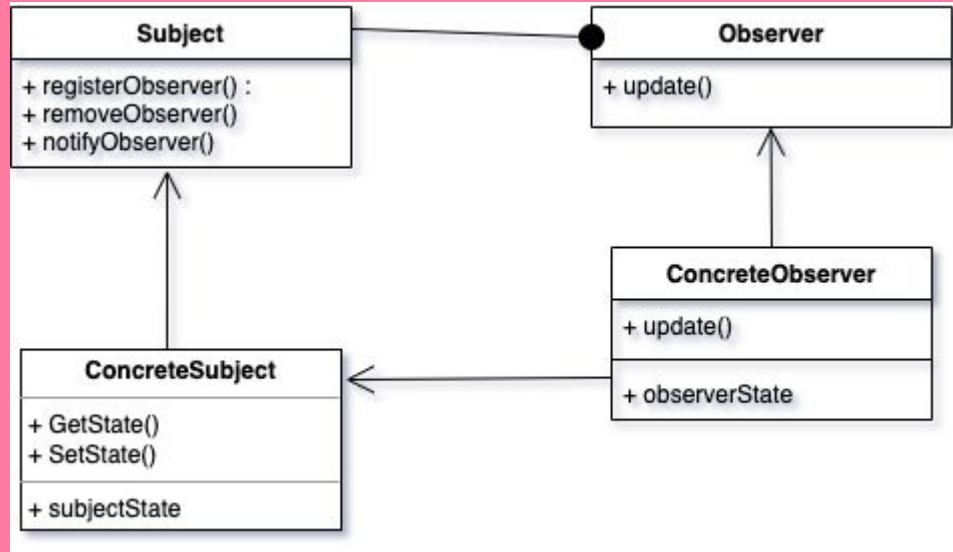 Subject
+ registerObserver() :
+ removeObserver()
+ notifyObserver()
Observer
+ update()
ConcreteObserver
+ update()
+ observerState
ConcreteSubject
+ GetState()
+ SetState()
+ subjectState